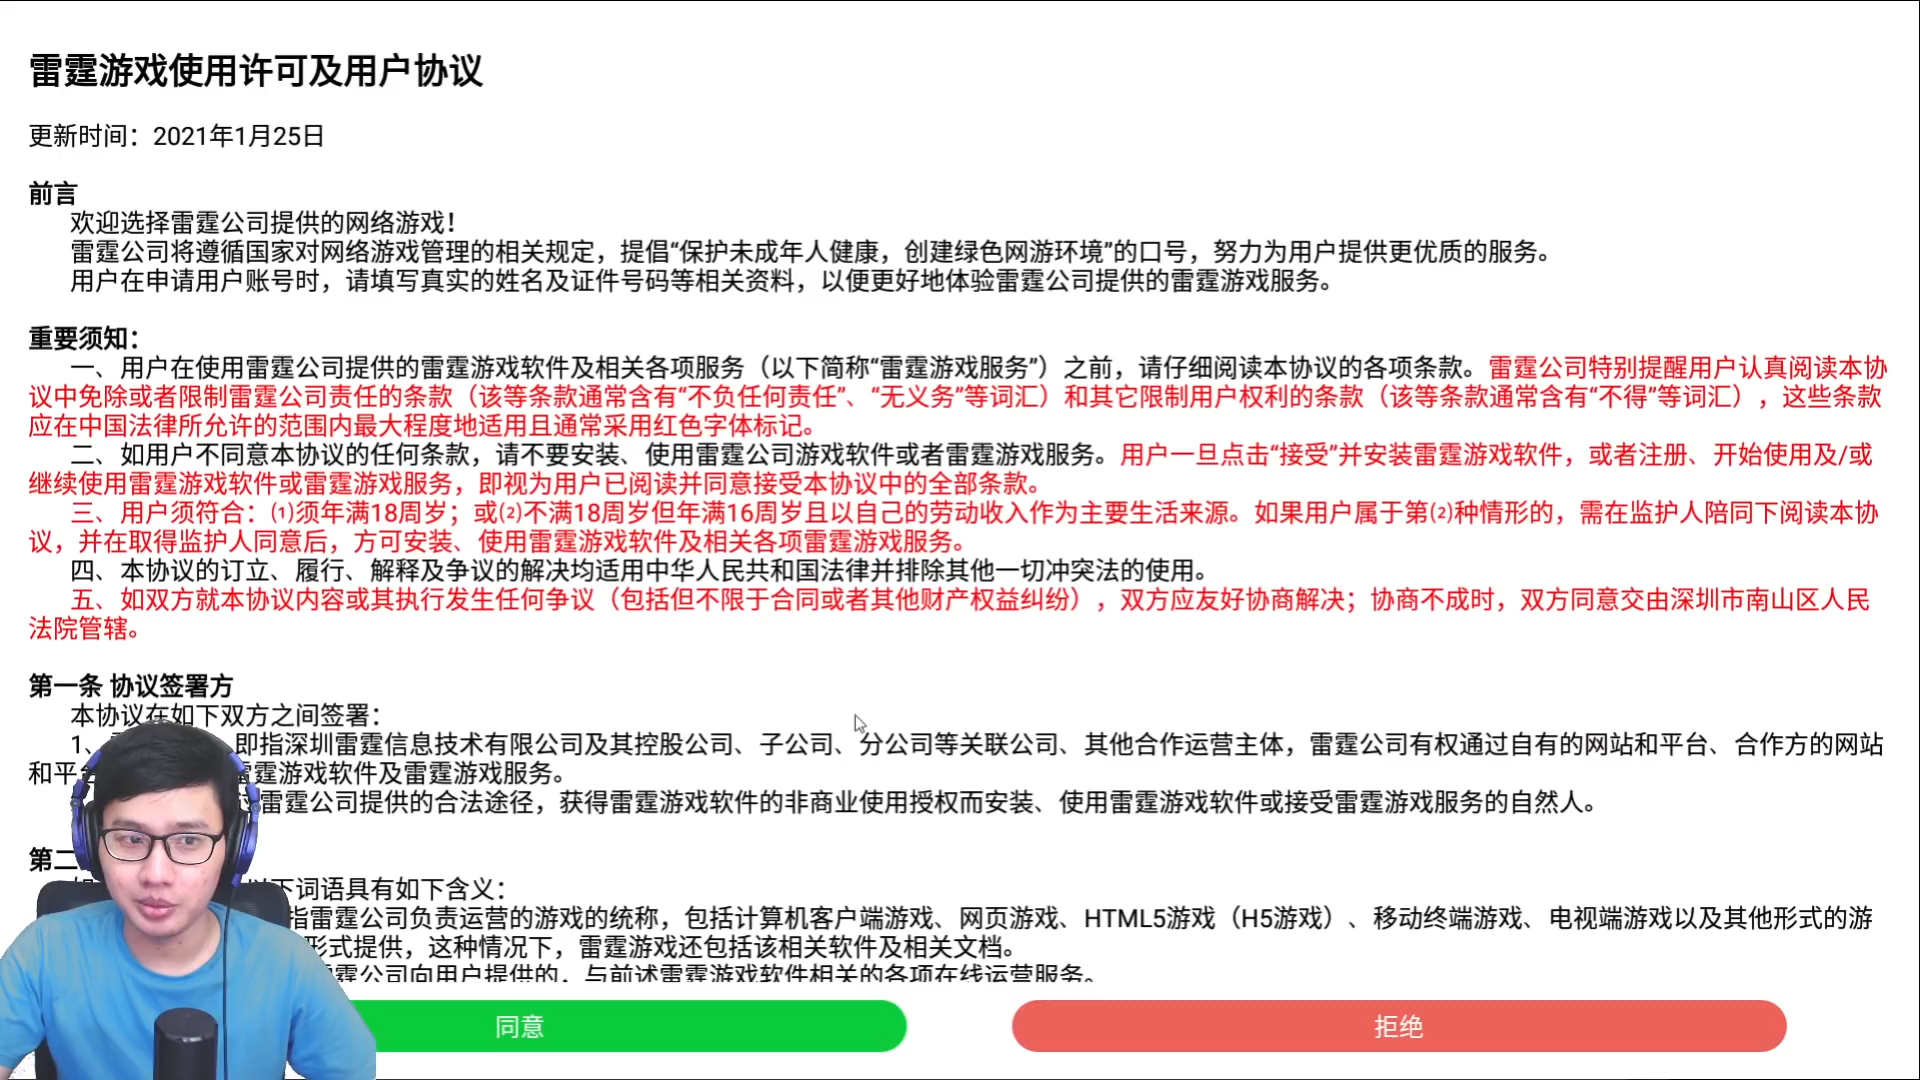 雷霆游戏使用许可及用户协议
更新时间：2021年1月25日
前言
欢迎选择雷霆公司提供的网络游戏！
雷霆公司将遵循国家对网络游戏管理的相关规定，提倡“保护未成年人健康，创建绿色网游环境”的口号，努力为用户提供更优质的服务。
用户在申请用户账号时，请填写真实的姓名及证件号码等相关资料，以便更好地体验雷霆公司提供的雷霆游戏服务。
重要须知：
一、用户在使用雷霆公司提供的雷霆游戏软件及相关各项服务（以下简称“雷霆游戏服务”）之前，请仔细阅读本协议的各项条款。雷霆公司特别提醒用户认真阅读本协
议中免除或者限制雷霆公司责任的条款（该等条款通常含有“不负任何责任”、“无义务”等词汇）和其它限制用户权利的条款（该等条款通常含有“不得”等词汇），这些条款
应在中国法律所允许的范围内最大程度地适用且通常采用红色字体标记。
二、如用户不同意本协议的任何条款，请不要安装、使用雷霆公司游戏软件或者雷霆游戏服务。用户一旦点击“接受”并安装雷霆游戏软件，或者注册、开始使用及/或
继续使用雷霆游戏软件或雷霆游戏服务，即视为用户已阅读并同意接受本协议中的全部条款。
三、用户须符合：⑴须年满18周岁；或⑵不满18周岁但年满16周岁且以自己的劳动收入作为主要生活来源。如果用户属于第⑵种情形的，需在监护人陪同下阅读本协
议，并在取得监护人同意后，方可安装、使用雷霆游戏软件及相关各项雷霆游戏服务。
四、本协议的订立、履行、解释及争议的解决均适用中华人民共和国法律并排除其他一切冲突法的使用。
五、如双方就本协议内容或其执行发生任何争议（包括但不限于合同或者其他财产权益纠纷），双方应友好协商解决；协商不成时，双方同意交由深圳市南山区人民
法院管辖。
第一条 协议签署方
本协议在如下双方之间签署：
1、即指深圳雷霆信息技术有限公司及其控股公司、子公司、分公司等关联公司、其他合作运营主体，雷霆公司有权通过自有的网站和平台、合作方的网站
和平 雷霆游戏软件及雷霆游戏服务。
雷霆公司提供的合法途径，获得雷霆游戏软件的非商业使用授权而安装、使用雷霆游戏软件或接受雷霆游戏服务的自然人。
第二
下词语具有如下含义：
指雷霆公司负责运营的游戏的统称，包括计算机客户端游戏、网页游戏、HTML5游戏（H5游戏）、移动终端游戏、电视端游戏以及其他形式的游
形式提供，这种情况下，雷霆游戏还包括该相关软件及相关文档。
霆公司向用户提供的，与前述雷霆游戏软件相关的各项在线运营服务。
同意
拒绝